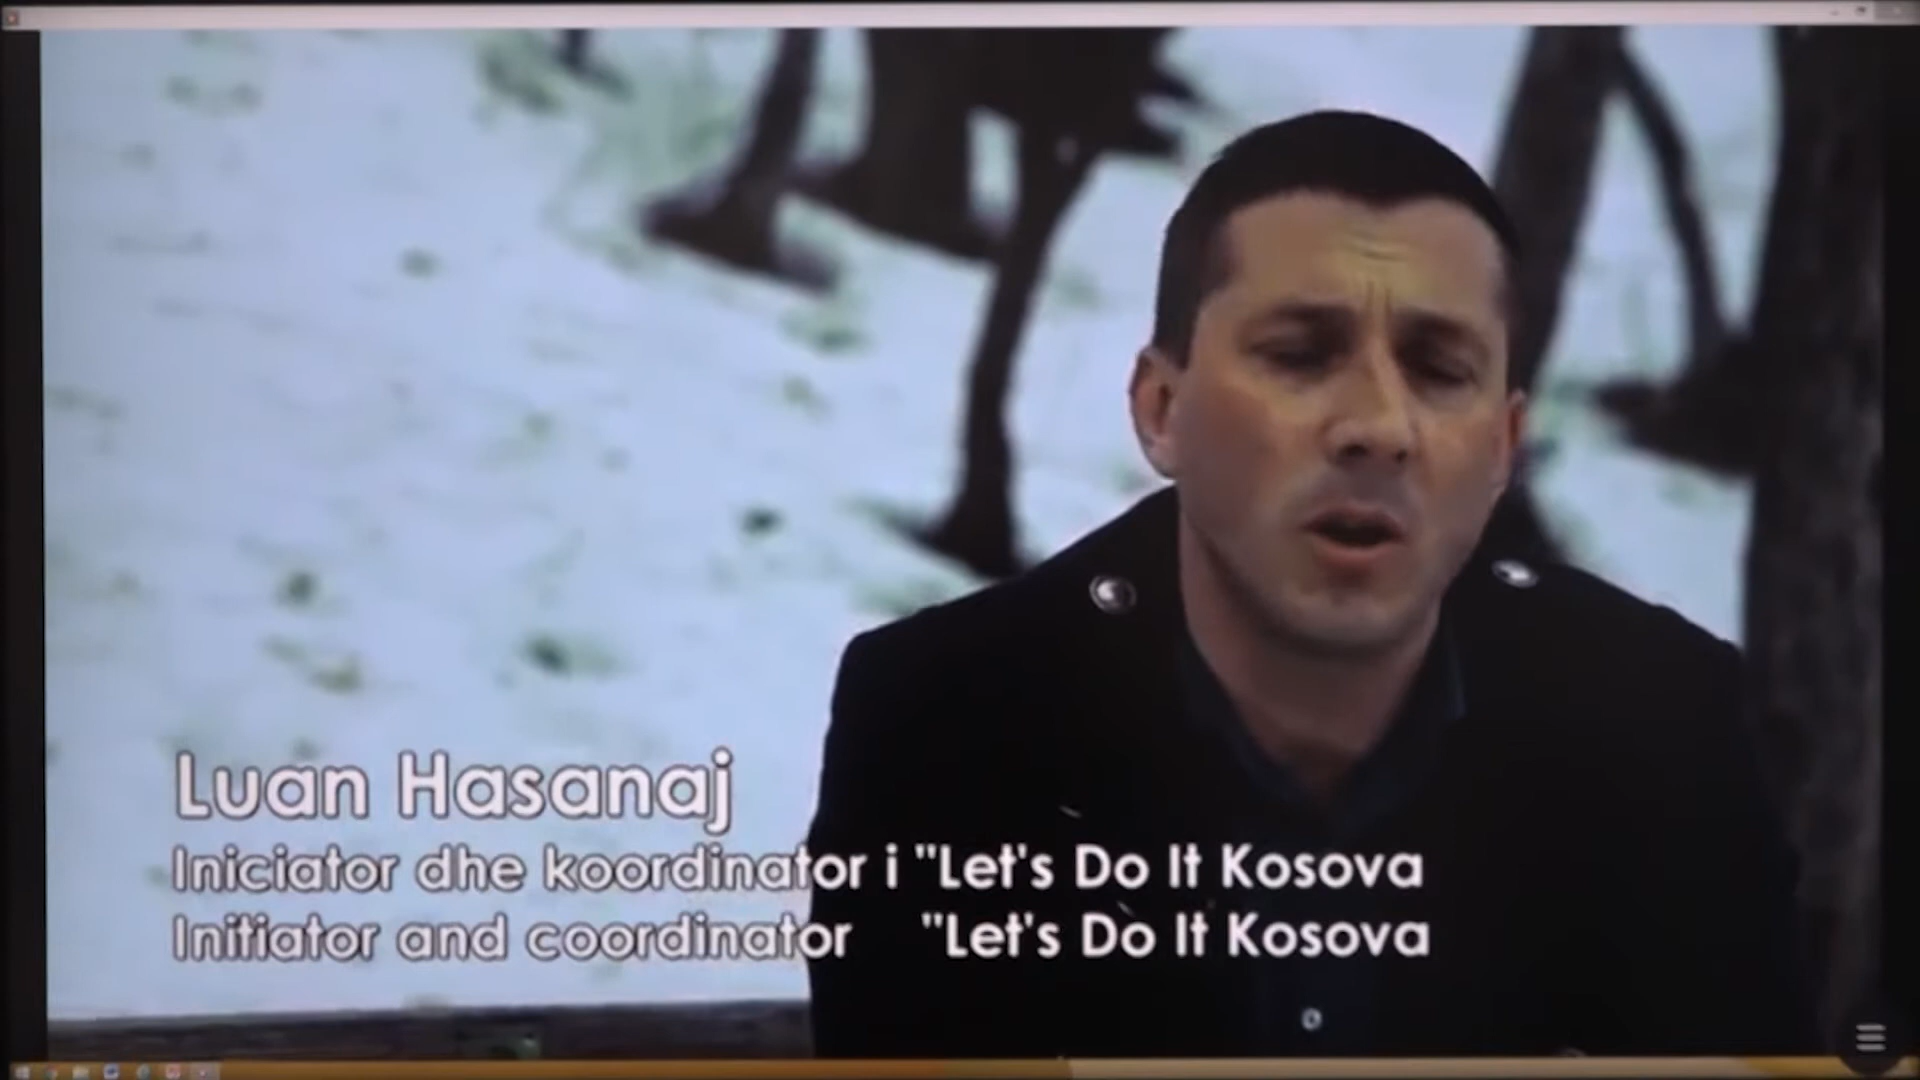 Luan Hasanaj
Iniciator dhe koordinator i "Let's Do It Kosova
Initiator and coordinator "Let's Do It Kosova